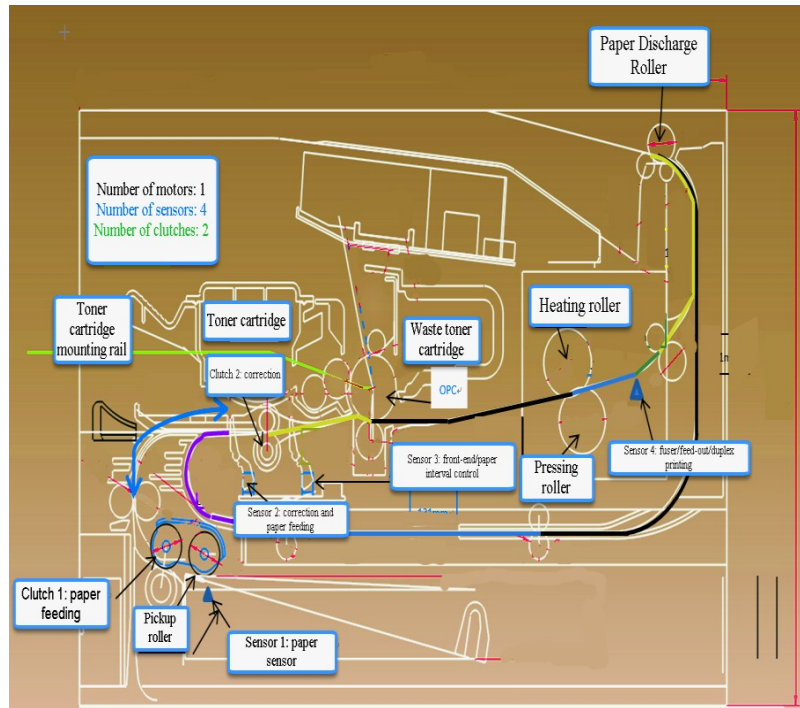 Paper Discharge
Roller
Number of motors: 1
Number of sensors: 4
Number of clutches: 2
Toner
cartridge
mounting rail
Toner cartridge
Clutch 2: correction
Waste toner
cartridge
OPC
Heating roller
Sensor 3: front-end/paper
interval control
Pressing
roller
Sensor 4: fuser/feed-out/duplex
printing
Sensor 2: correction and
paper feeding
Clutch 1: paper
feeding
Pickup
roller
Sensor 1: paper
sensor